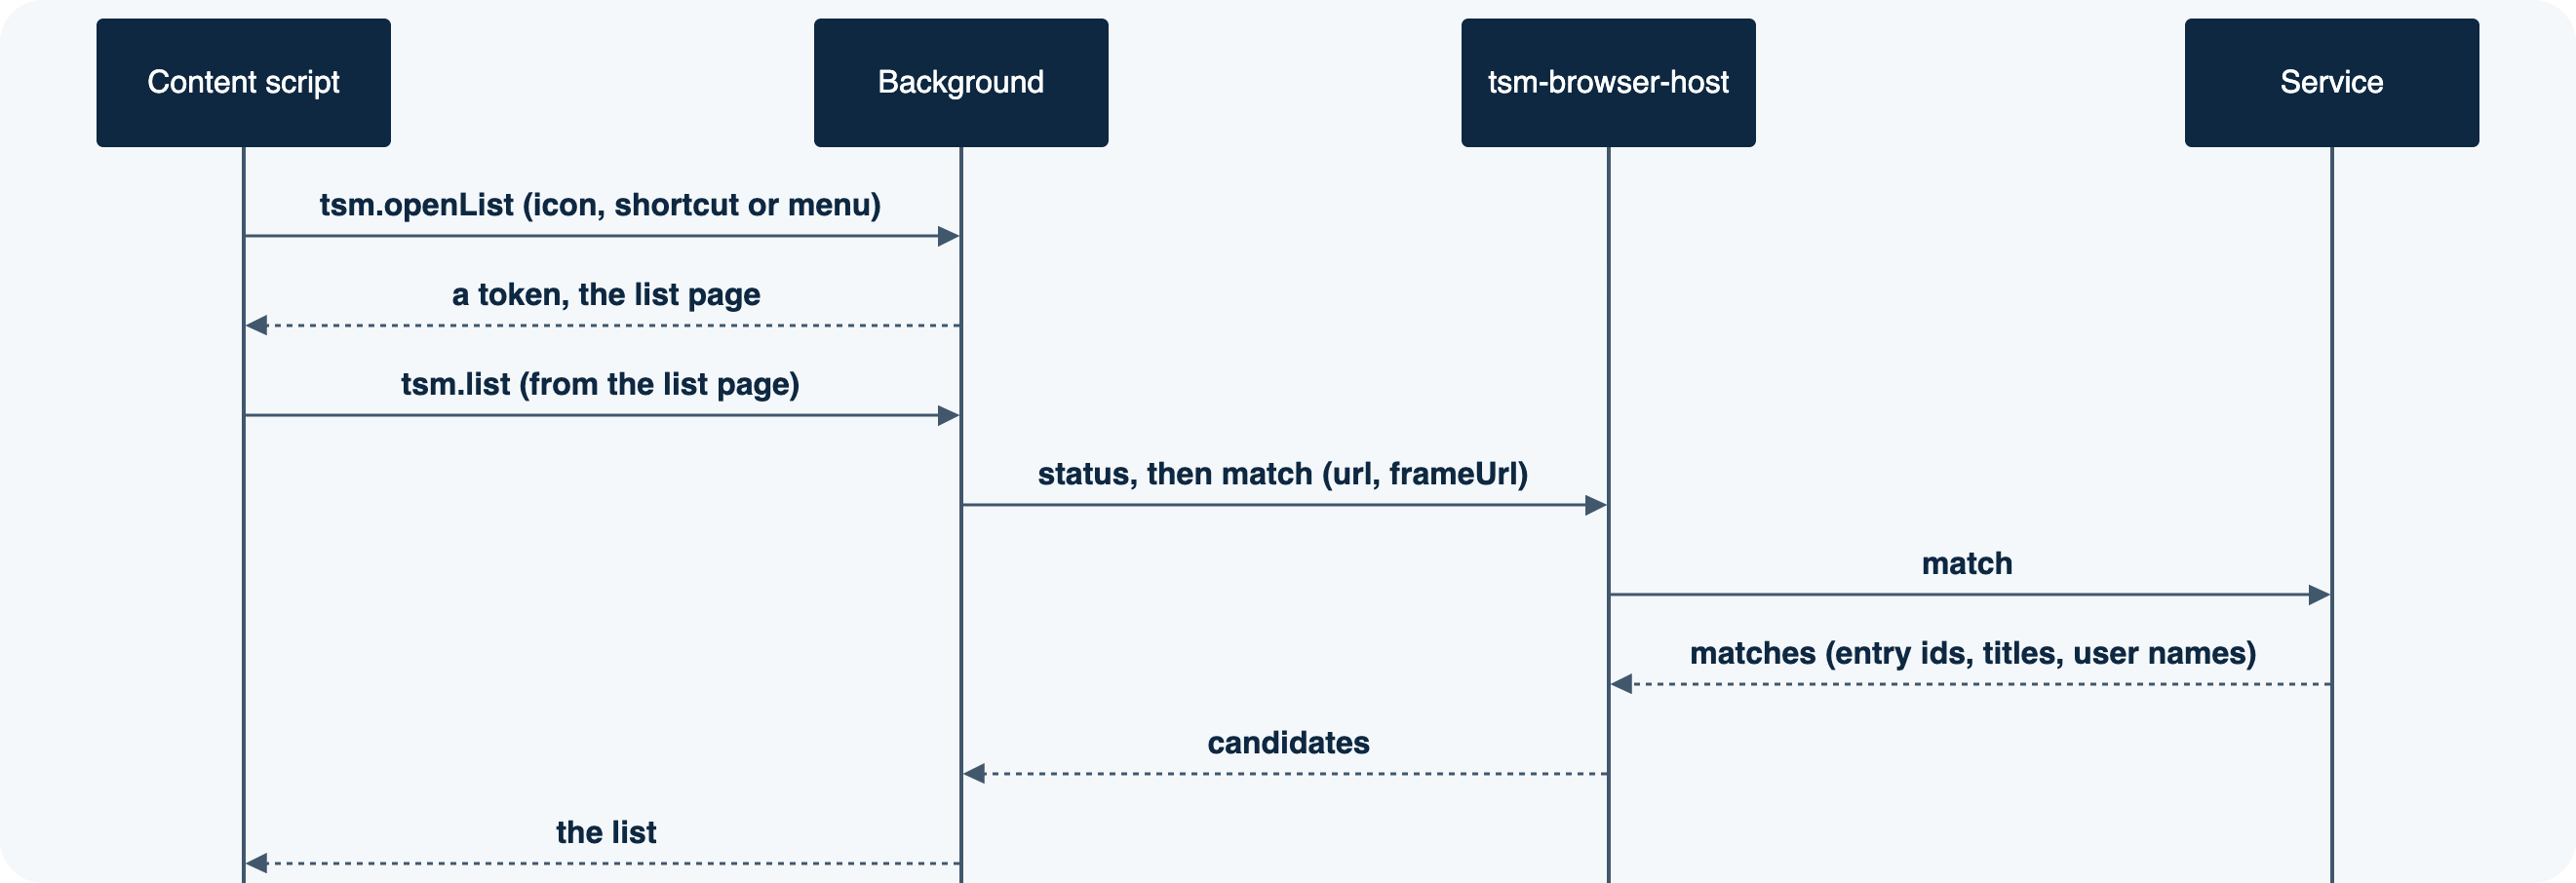 Content script
Background
tsm-browser-host
Service
tsm.openList (icon, shortcut or menu)
a token, the list page
tsm.list (from the list page)
status, then match (url, frameUrl)
match
matches (entry ids, titles, user names)
candidates
the list